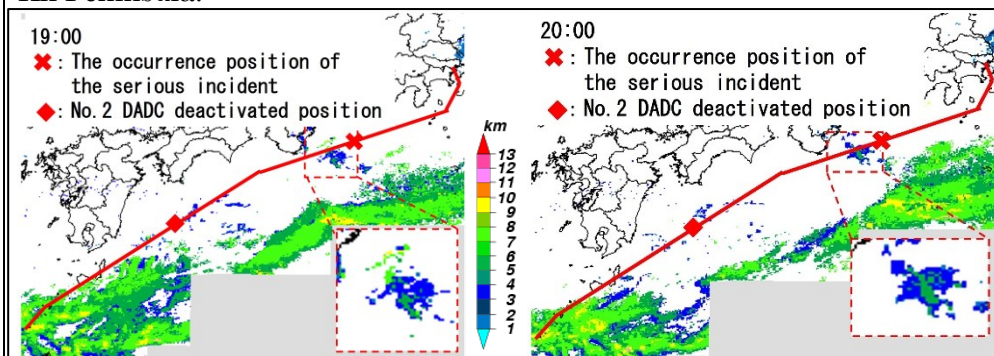 19:00
✖: The occurrence position of
the serious incident
◆: No.2 DADC deactivated position
km
13
12
11
10
9
8
7
6
5
4
3
2
1
20:00
✖: The occurrence position of
the serious incident
◆: No.2 DADC deactivated position